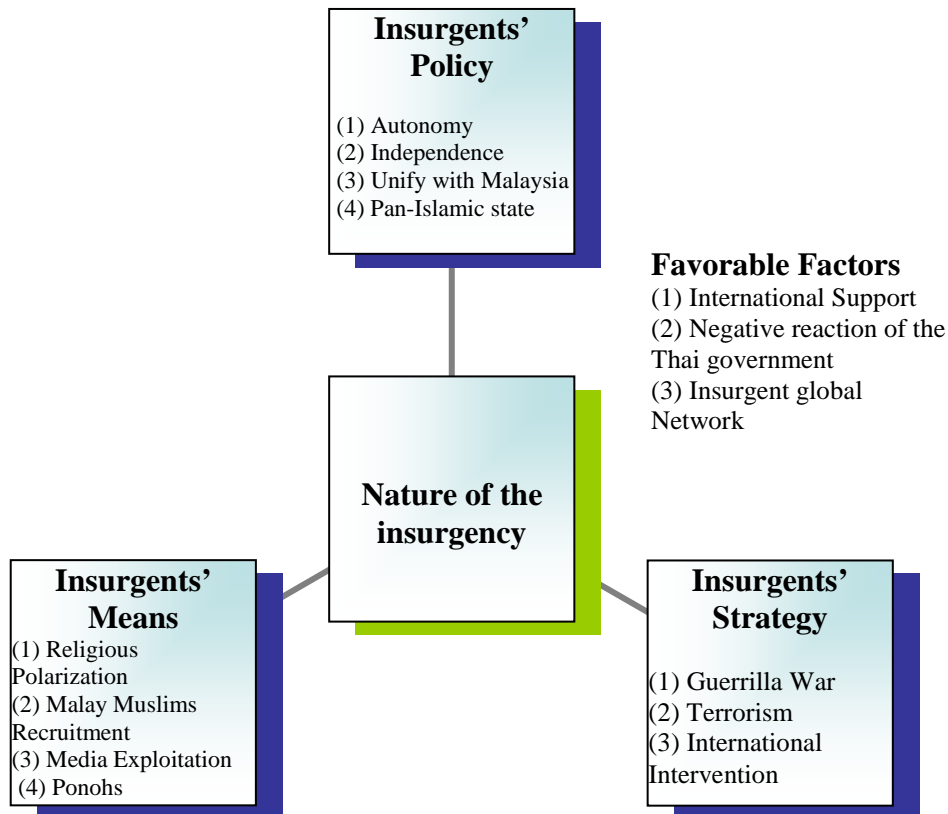 Insurgents’
Policy
(1) Autonomy
(2) Independence
(3) Unify with Malaysia
(4) Pan-Islamic state
Favorable Factors
(1) International Support
(2) Negative reaction of the
Thai government
(3) Insurgent global
Network
Nature of the
insurgency
Insurgents’
Means
(1) Religious
Polarization
(2) Malay Muslims
Recruitment
(3) Media Exploitation
(4) Ponohs
Insurgents’
Strategy
(1) Guerrilla War
(2) Terrorism
(3) International
Intervention